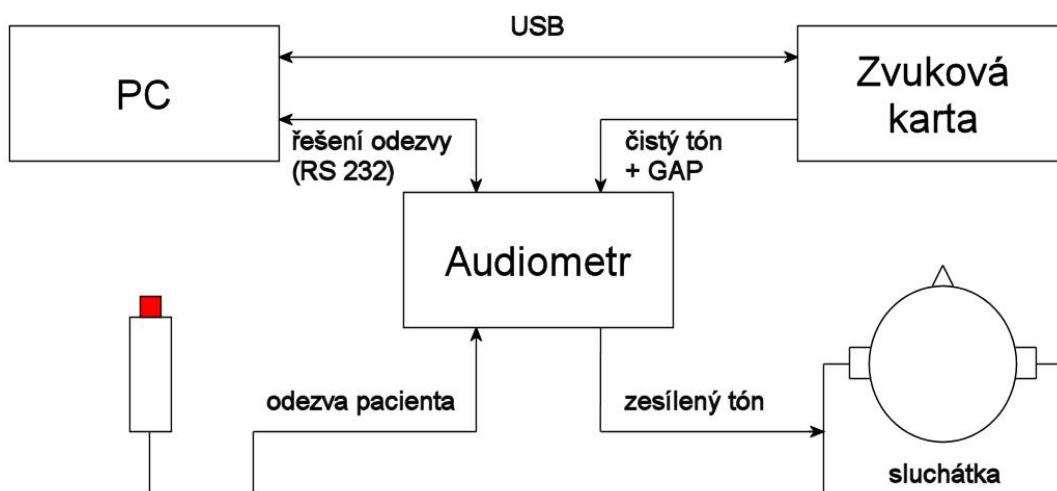 USB
PC
Zvuková
karta
řešení odezvy
(RS 232)
čistý tón
+ GAP
Audiometr
odezva pacienta
zesílený tón
sluchátka